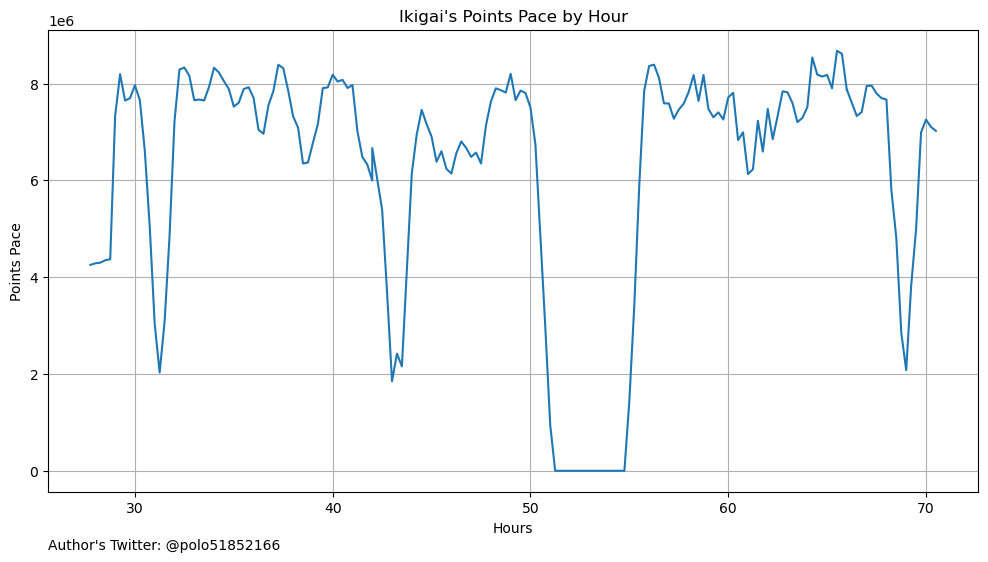 Ikigai's Points Pace by Hour
1e6
8
6
4
2
0
Points Pace
30 40 50 60 70
Hours
Author's Twitter: @polo51852166